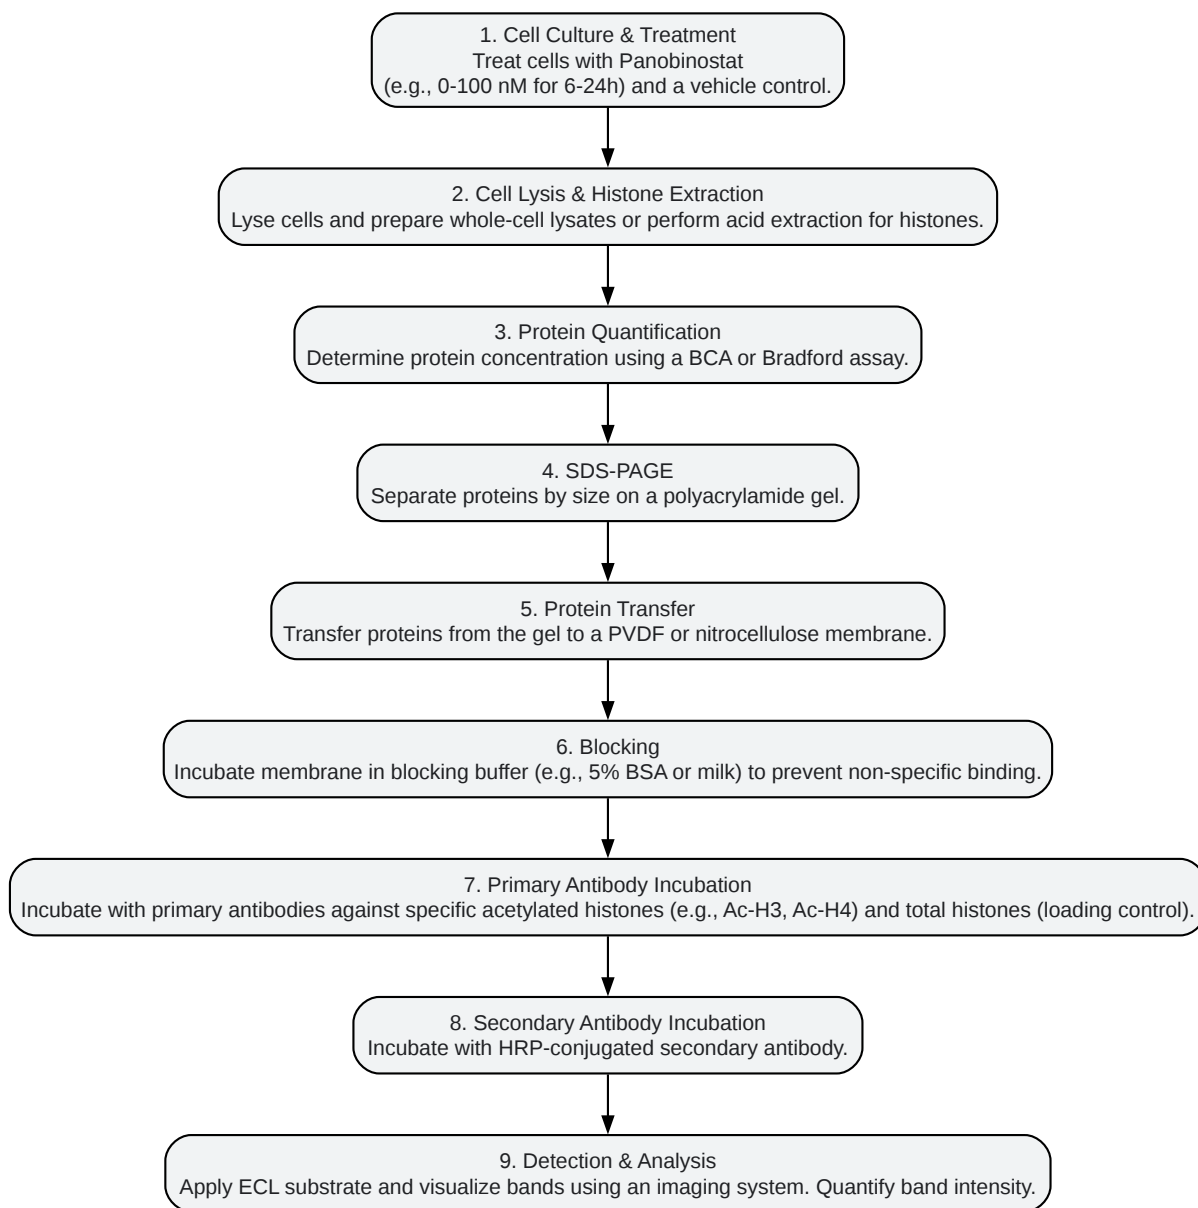 1. Cell Culture & Treatment
Treat cells with Panobinostat
(e.g., 0-100 nM for 6-24h) and a vehicle control.
2. Cell Lysis & Histone Extraction
Lyse cells and prepare whole-cell lysates or perform acid extraction for histones.
3. Protein Quantification
Determine protein concentration using a BCA or Bradford assay.
4. SDS-PAGE
Separate proteins by size on a polyacrylamide gel.
5. Protein Transfer
Transfer proteins from the gel to a PVDF or nitrocellulose membrane.
6. Blocking
Incubate membrane in blocking buffer (e.g., 5% BSA or milk) to prevent non-specific binding.
7. Primary Antibody Incubation
Incubate with primary antibodies against specific acetylated histones (e.g., Ac-H3, Ac-H4) and total histones (loading control).
8. Secondary Antibody Incubation
Incubate with HRP-conjugated secondary antibody.
9. Detection & Analysis
Apply ECL substrate and visualize bands using an imaging system. Quantify band intensity.